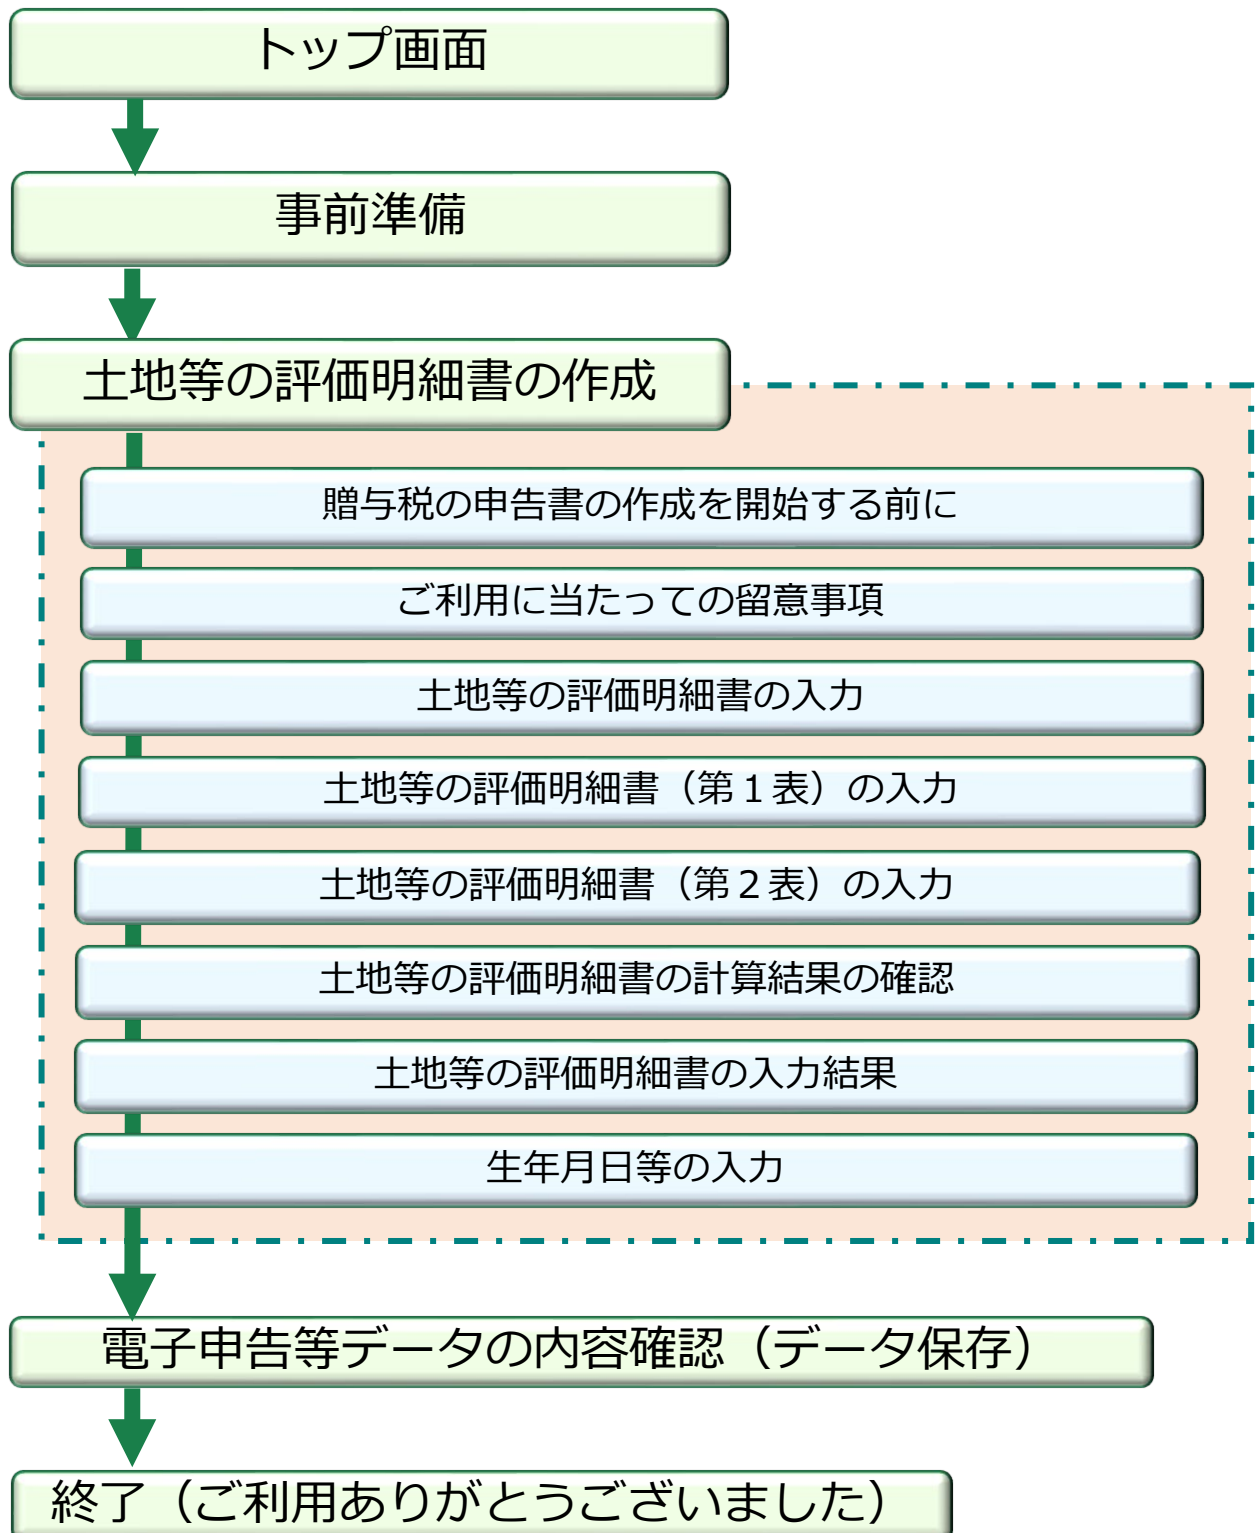 トップ画面
事前準備
土地等の評価明細書の作成
贈与税の申告書の作成を開始する前に
ご利用に当たっての留意事項
土地等の評価明細書の入力
土地等の評価明細書（第１表）の入力
土地等の評価明細書（第２表）の入力
土地等の評価明細書の計算結果の確認
土地等の評価明細書の入力結果
生年月日等の入力
電子申告等データの内容確認（データ保存）
終了（ご利用ありがとうございました）